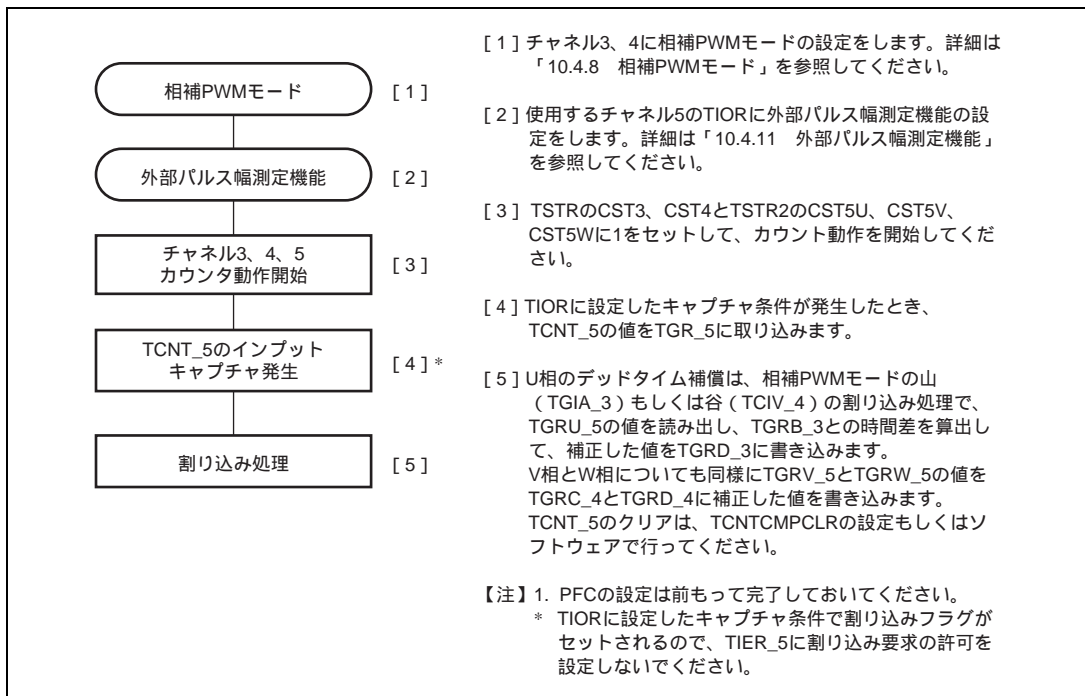 相補PWMモード
[1]
外部パルス幅測定機能
[2]
チャネル3、4、5
カウンタ動作開始
[3]
TCNT_5のインプット
キャプチャ発生
[4]*
割り込み処理
[5]
[1]チャネル3、4に相補PWMモードの設定をします。詳細は
「10.4.8 相補PWMモード」を参照してください。
[2]使用するチャネル5のTIORに外部パルス幅測定機能の設
定をします。詳細は「10.4.11 外部パルス幅測定機能」
を参照してください。
[3] TSTRのCST3、CST4とTSTR2のCST5U、CST5V、
CST5Wに1をセットして、カウント動作を開始してくだ
さい。
[4]TIORに設定したキャプチャ条件が発生したとき、
TCNT_5の値をTGR_5に取り込みます。
[5]U相のデッドタイム補償は、相補PWMモードの山
(TGIA_3)もしくは谷(TCIV_4)の割り込み処理で、
TGRU_5の値を読み出し、TGRB_3との時間差を算出し
て、補正した値をTGRD_3に書き込みます。
V相とW相についても同様にTGRV_5とTGRW_5の値を
TGRC_4とTGRD_4に補正した値を書き込みます。
TCNT_5のクリアは、TCNTCMPCLRの設定もしくはソ
フトウェアで行ってください。
【注】1. PFCの設定は前もって完了しておいてください。
* TIORに設定したキャプチャ条件で割り込みフラグが
セットされるので、TIER_5に割り込み要求の許可を
設定しないでください。